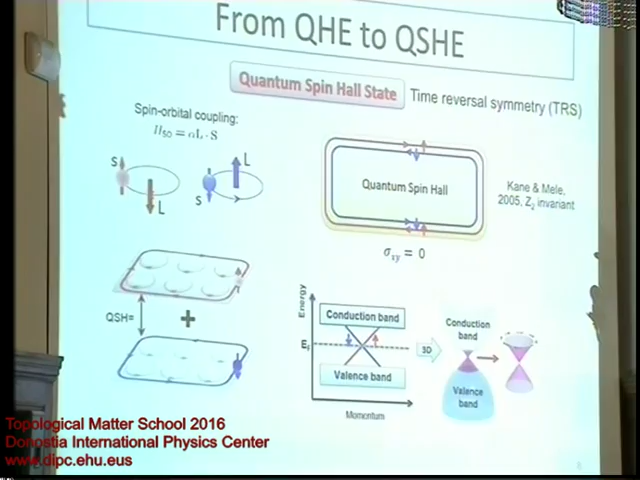 From QHE to QSHE
Quantum Spin Hall State
Time reversal symmetry (TRS)
Spin-orbital coupling:
H_SO = αL · S
S
L
S
L
Quantum Spin Hall
Kane & Mele,
2005, Z₂ invariant
σ_xy = 0
QSH=
+
Energy
E_F
Conduction band
Valence band
Momentum
3D
Conduction
band
Valence
band
Topological Matter School 2016
Donostia International Physics Center
www.dipc.ehu.eus